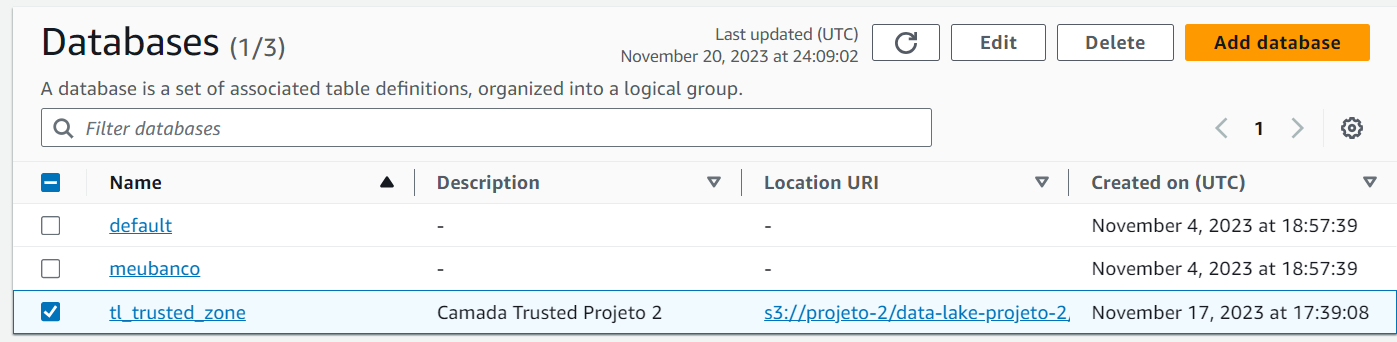 Databases (1/3)
Last updated (UTC)
November 20, 2023 at 24:09:02
Edit
Delete
Add database
A database is a set of associated table definitions, organized into a logical group.
Filter databases
1
Name Description Location URI Created on (UTC)
default - - November 4, 2023 at 18:57:39
meubanco - - November 4, 2023 at 18:57:39
tl_trusted_zone Camada Trusted Projeto 2 s3://projeto-2/data-lake-projeto-2, November 17, 2023 at 17:39:08